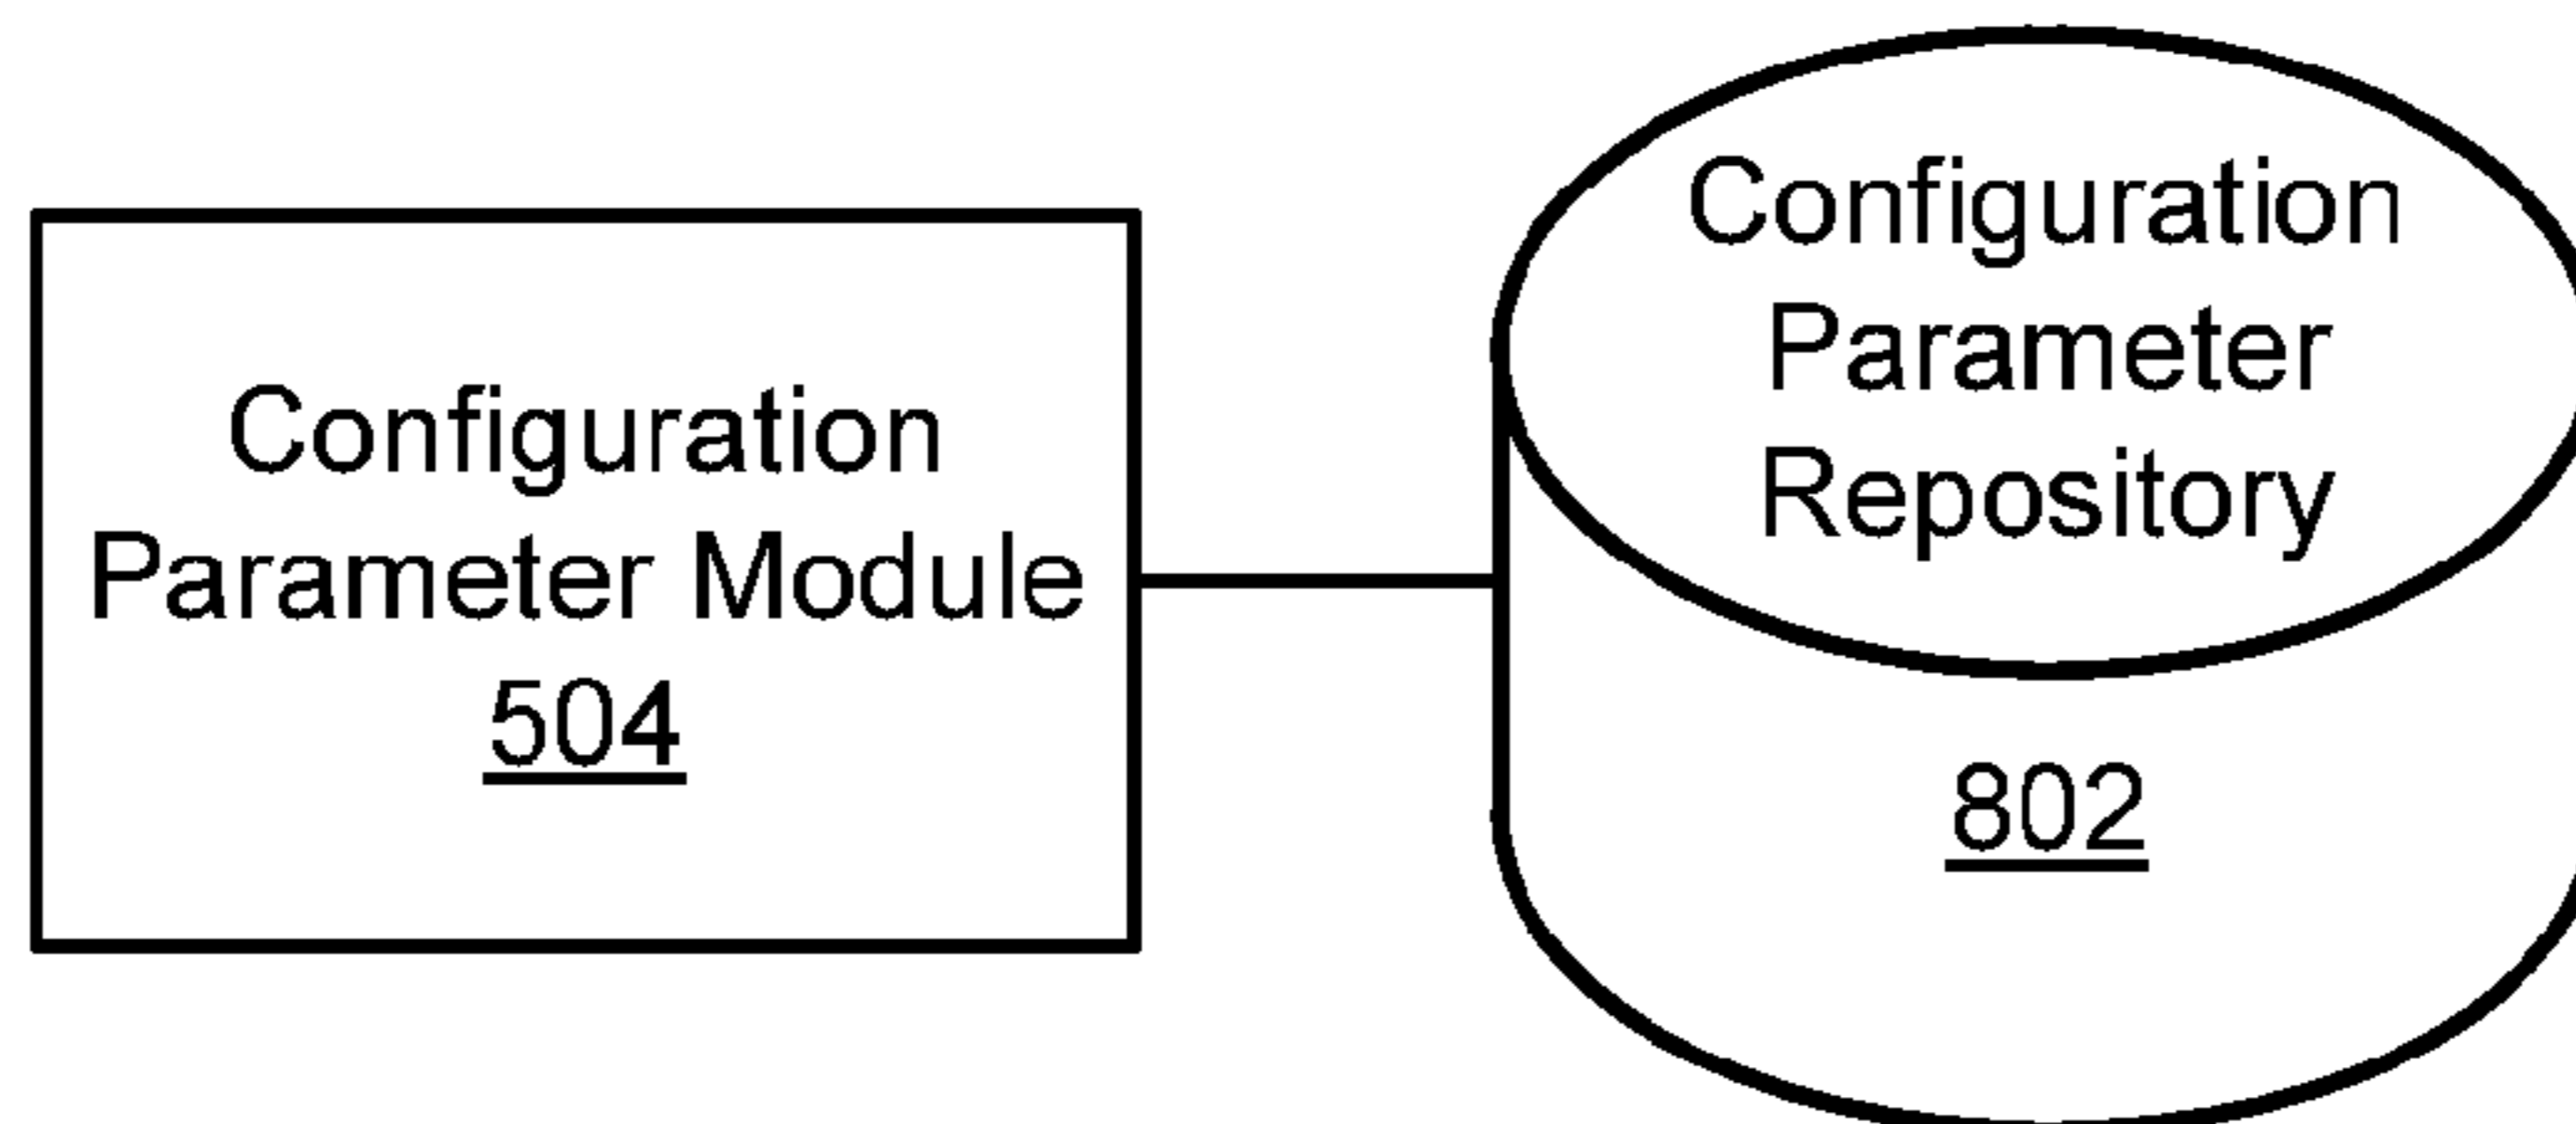 Configuration
Parameter Module
504
Configuration
Parameter
Repository
802